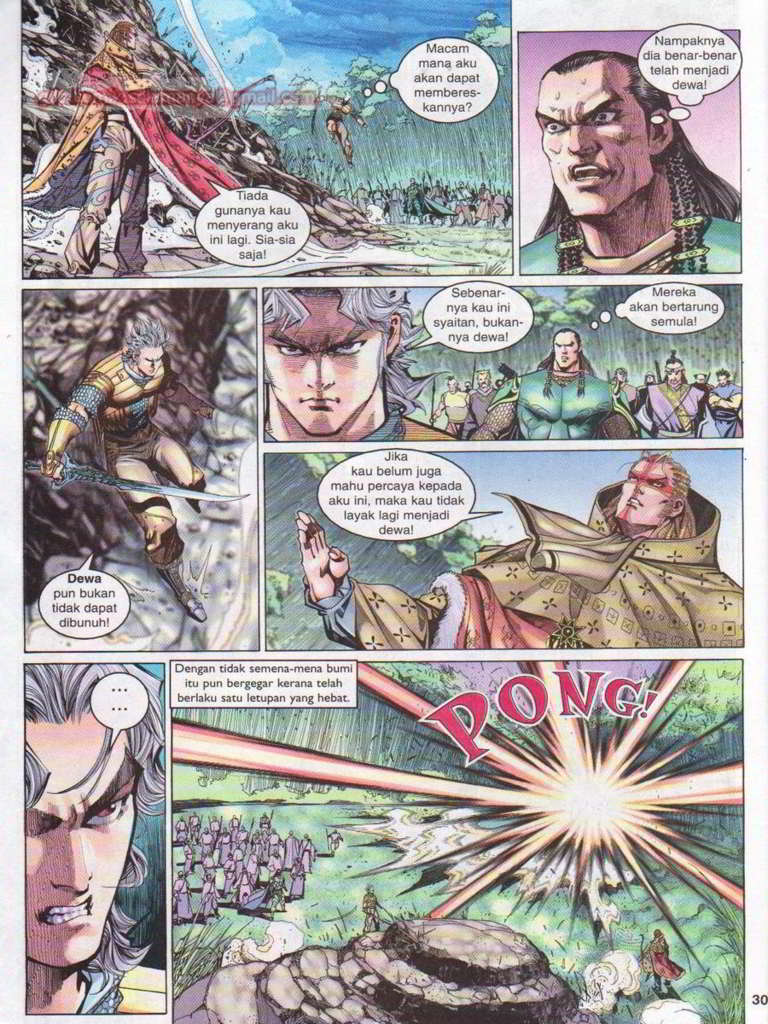 Macam
mana aku
akan dapat
memberes-
kannya?
Tiada
gunanya kau
menyerang aku
ini lagi. Sia-sia
saja!
Nampaknya
dia benar-benar
telah menjadi
dewa!
Dewa
pun bukan
tidak dapat
dibunuh!
Sebenar-
nya kau ini
syaitan, bukan-
nya dewa!
Mereka
akan bertarung
semula!
Jika
kau belum juga
mahu percaya kepada
aku ini, maka kau tidak
layak lagi menjadi
dewa!
...
...
Dengan tidak semena-mena bumi
itu pun bergegar kerana telah
berlaku satu letupan yang hebat.
PONG!
30